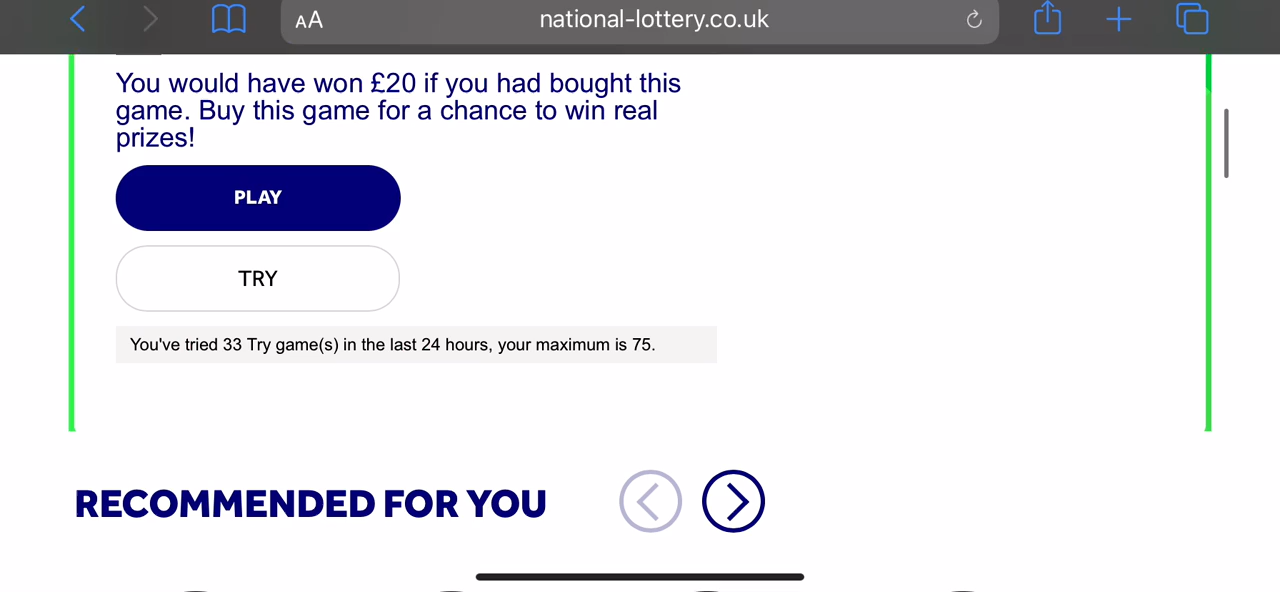 AA national-lottery.co.uk
You would have won £20 if you had bought this
game. Buy this game for a chance to win real
prizes!
PLAY
TRY
You've tried 33 Try game(s) in the last 24 hours, your maximum is 75.
RECOMMENDED FOR YOU